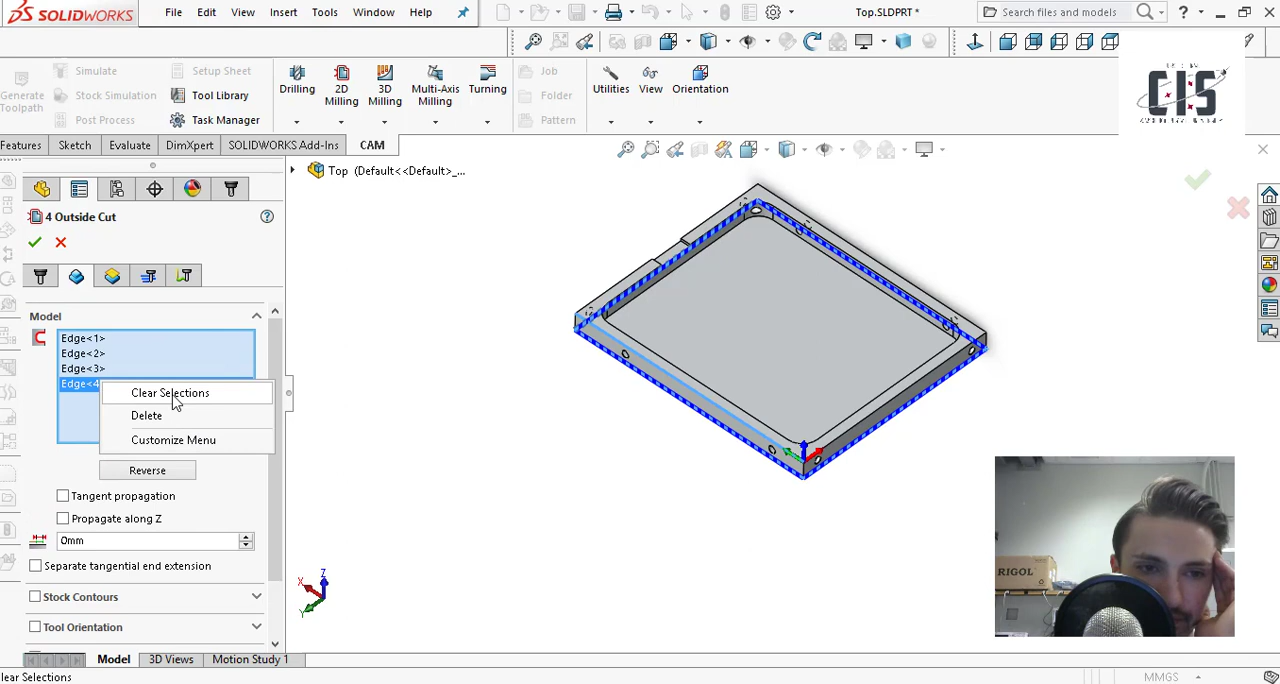 SOLIDWORKS File Edit View Insert Tools Window Help Top.SLDPRT * Search files and models ?
Simulate Setup Sheet
Generate Toolpath Stock Simulation Tool Library
Post Process Task Manager
Drilling 2D Milling 3D Milling Multi-Axis Milling Turning
Job
Folder
Pattern
Utilities View Orientation
CIS
Features Sketch Evaluate DimXpert SOLIDWORKS Add-Ins CAM
Top (Default<<Default>_...
4 Outside Cut
Model
Edge<1>
Edge<2>
Edge<3>
Edge<4
Clear Selections
Delete
Customize Menu
Reverse
Tangent propagation
Propagate along Z
0mm
Separate tangential end extension
Stock Contours
Tool Orientation
Z
X
Y
RIGOL
Model 3D Views Motion Study 1
lear Selections MMGS